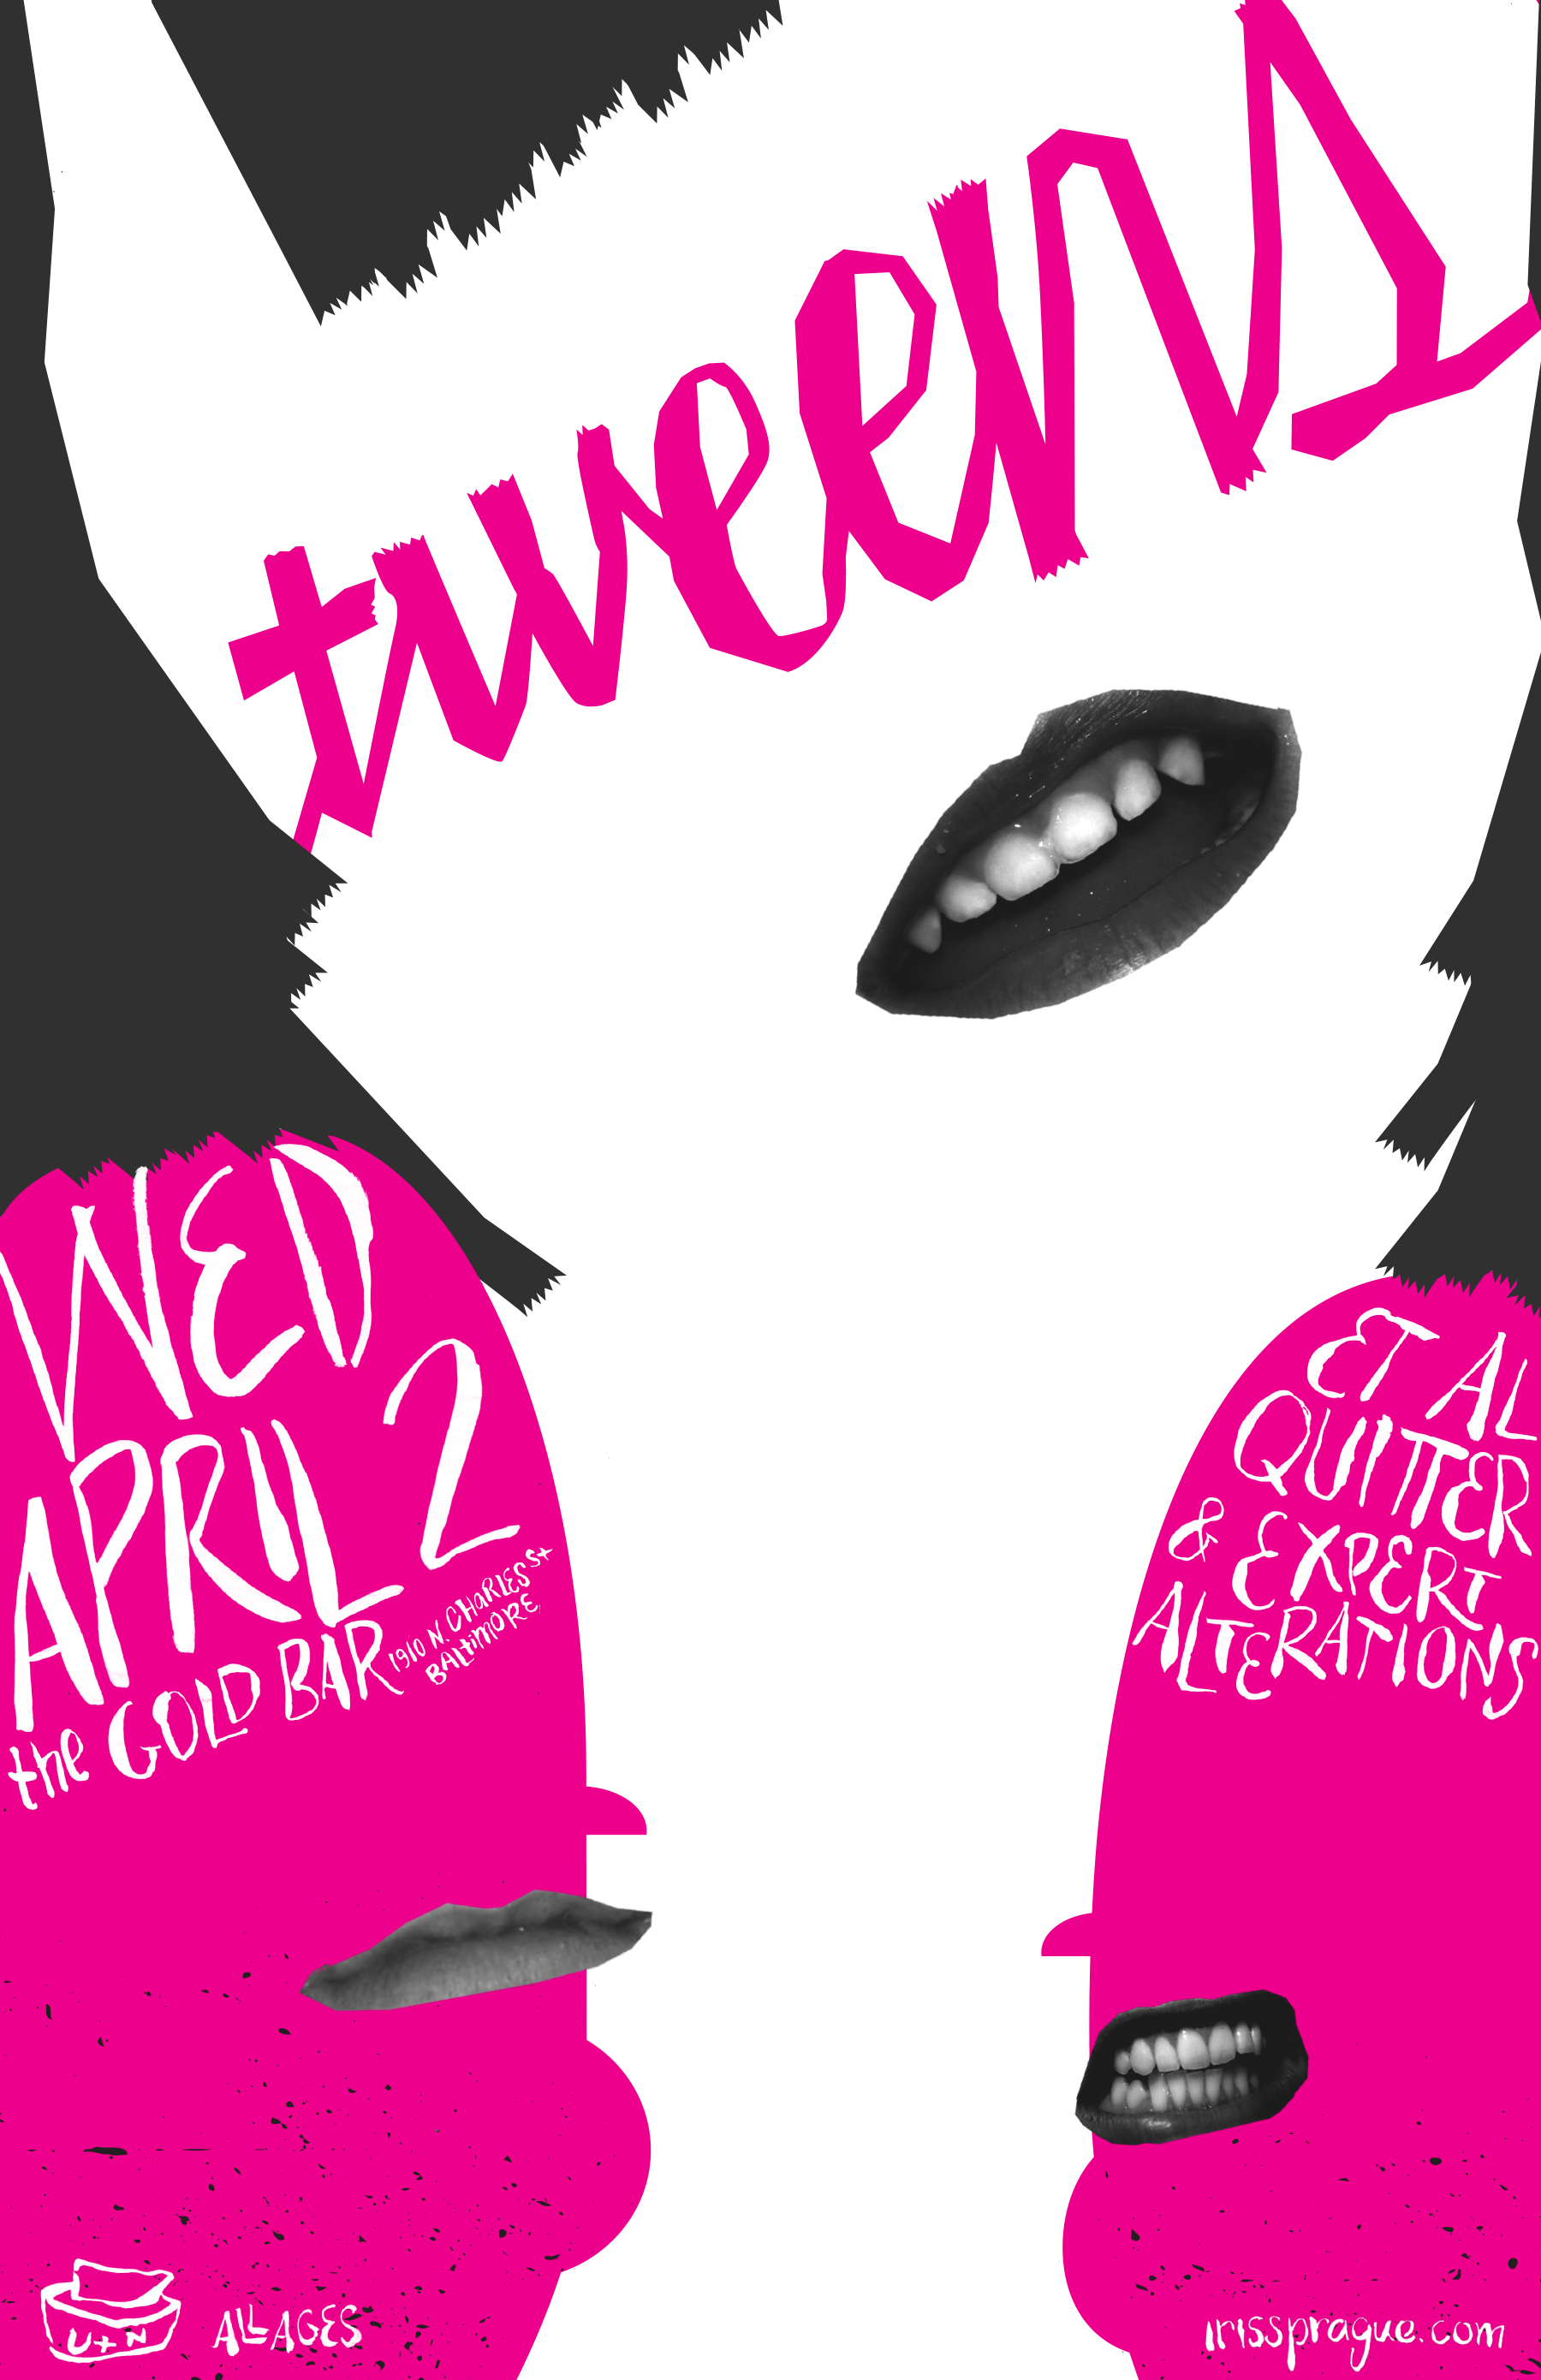 tweens
WED
APRIL 2
the GOLD BAR
1910 N. CHARLES St
BALtimORE
ET AL
QUITTER
& EXPERT
ALTERATIONS
U+N
ALL AGES
irissprague.com